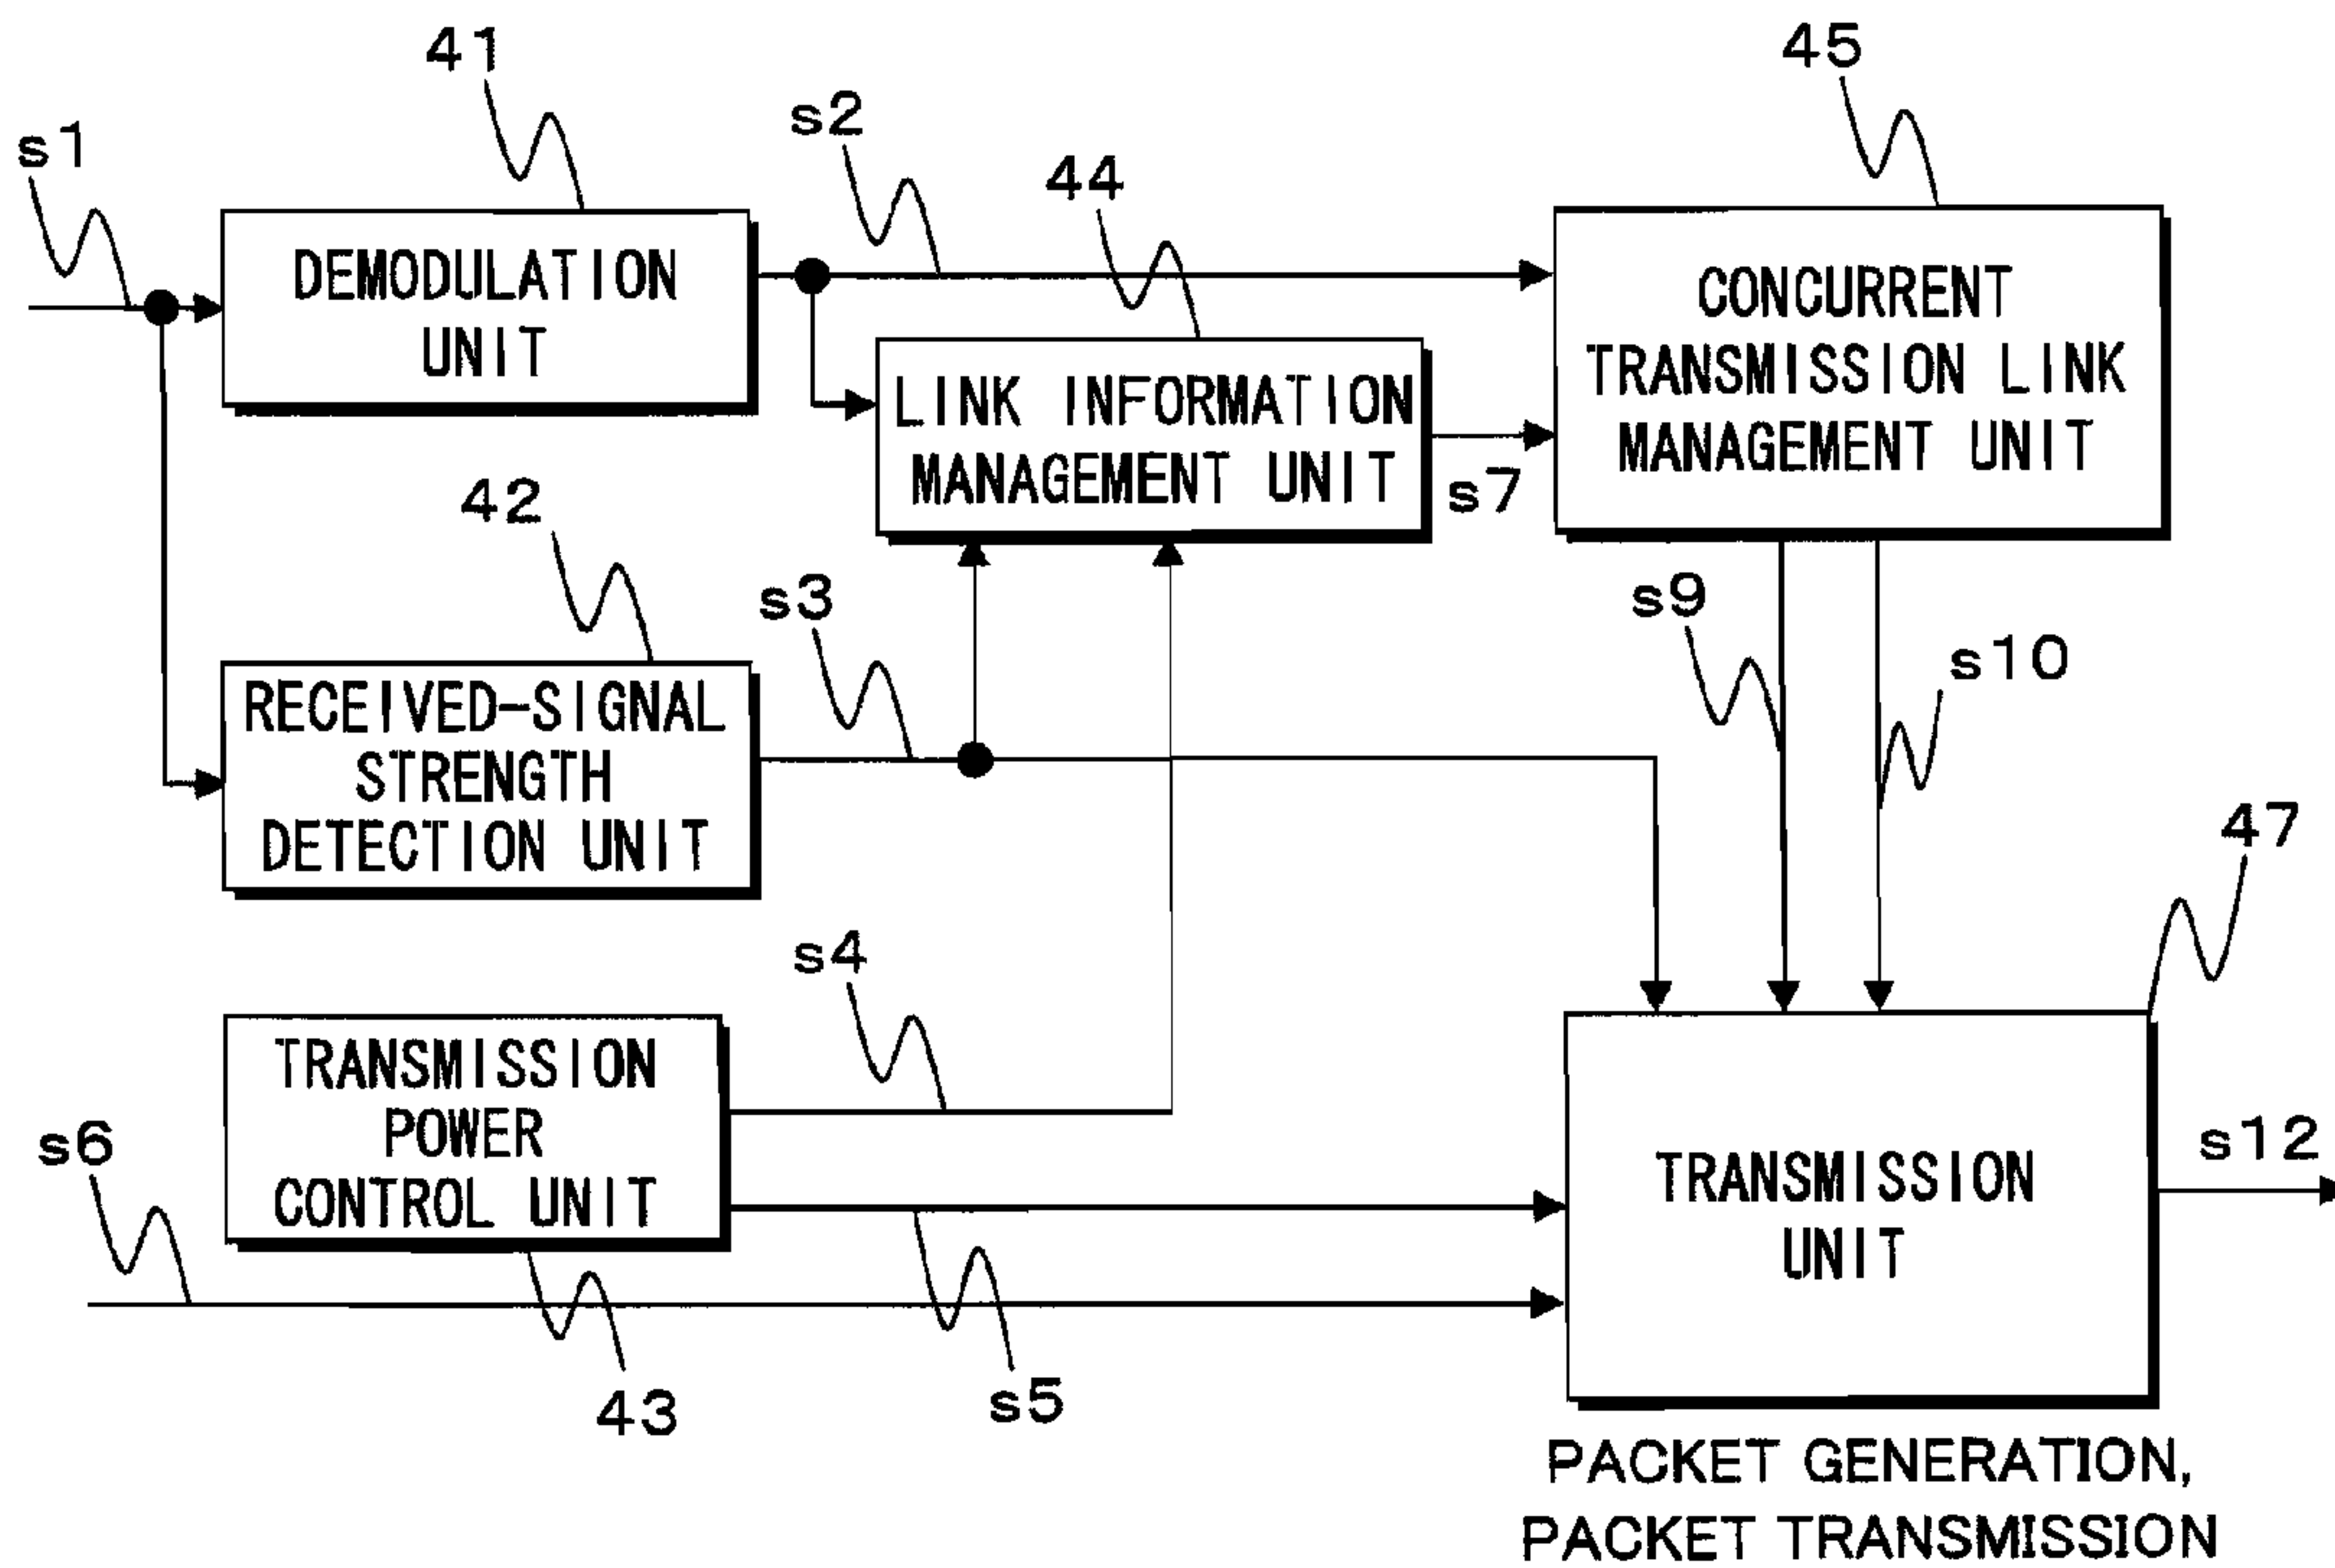 41
45
s2
s1
44
DEMODULATION
UNIT
CONCURRENT
TRANSMISSION LINK
MANAGEMENT UNIT
LINK INFORMATION
MANAGEMENT UNIT
s7
42
s3
s9
s10
RECEIVED-SIGNAL
STRENGTH
DETECTION UNIT
47
s4
TRANSMISSION
POWER
CONTROL UNIT
s6
s12
TRANSMISSION
UNIT
43
s5
PACKET GENERATION,
PACKET TRANSMISSION